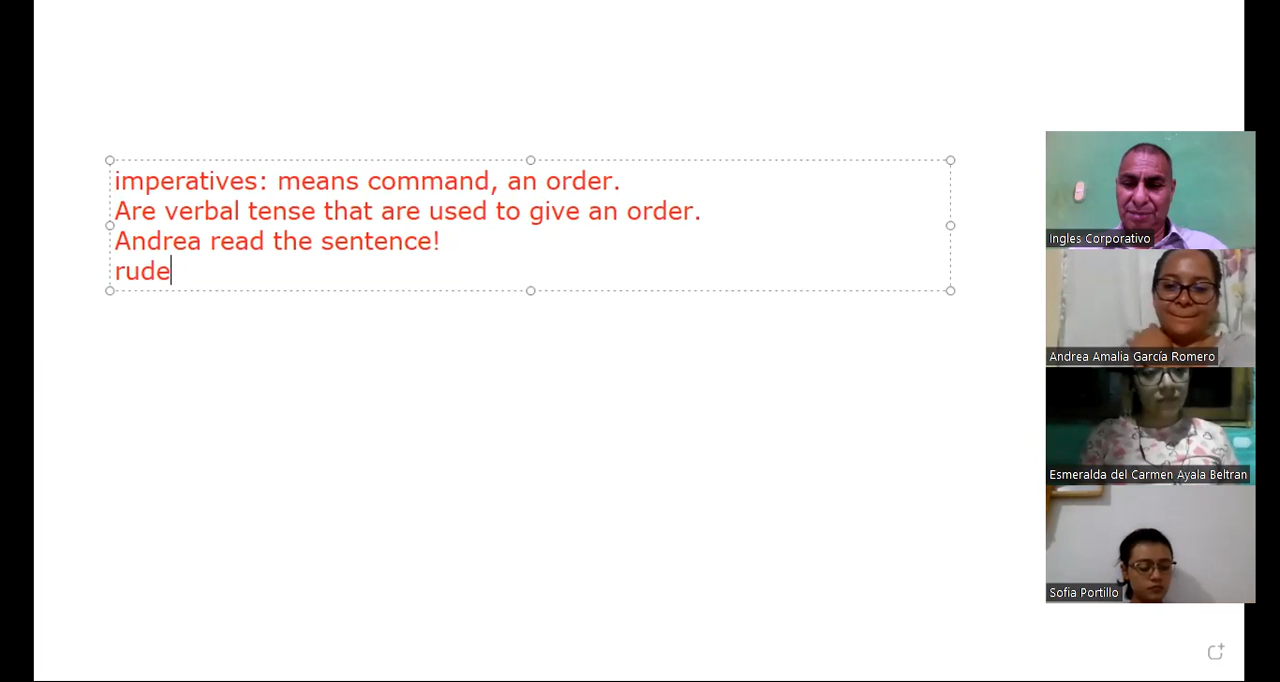 imperatives: means command, an order.
Are verbal tense that are used to give an order.
Andrea read the sentence!
rude
Ingles Corporativo
Andrea Amalia García Romero
Esmeralda del Carmen Ayala Beltran
Sofia Portillo